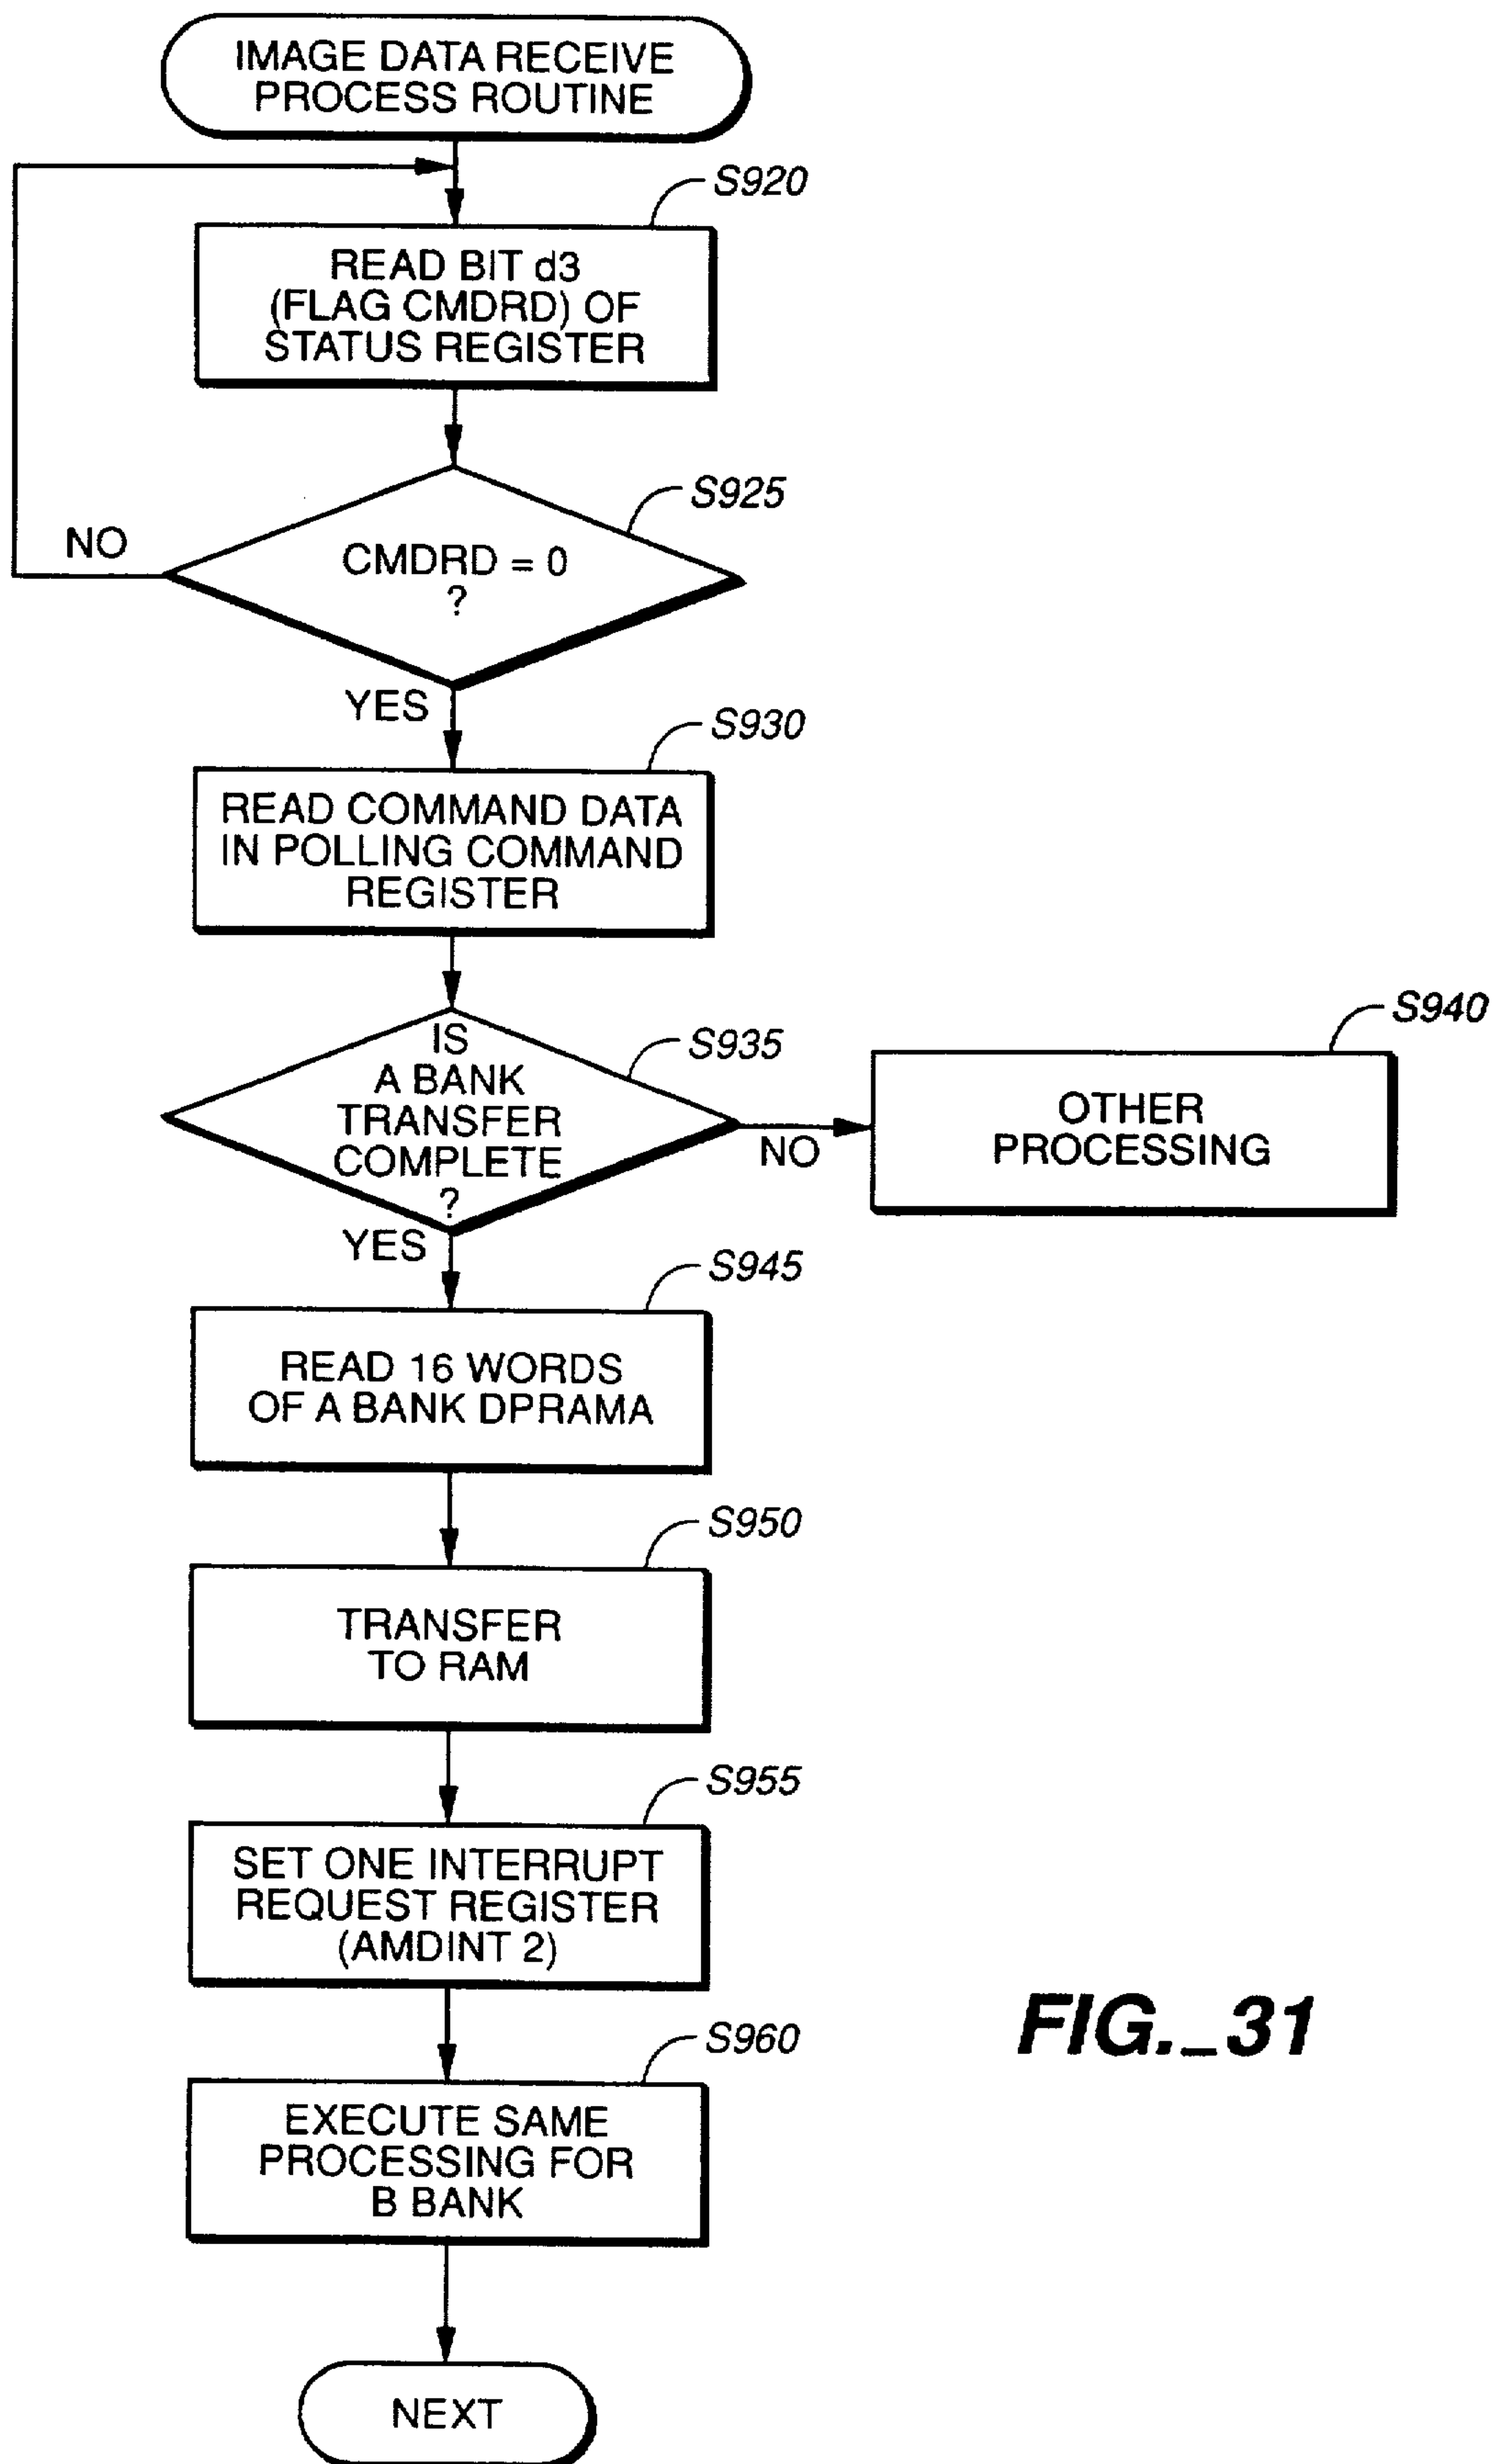 IMAGE DATA RECEIVE
PROCESS ROUTINE
S920
READ BIT d3
(FLAG CMDRD) OF
STATUS REGISTER
S925
NO
CMDRD = 0
?
YES
S930
READ COMMAND DATA
IN POLLING COMMAND
REGISTER
S935
IS
A BANK
TRANSFER
COMPLETE
?
NO
S940
OTHER
PROCESSING
YES
S945
READ 16 WORDS
OF A BANK DPRAMA
S950
TRANSFER
TO RAM
S955
SET ONE INTERRUPT
REQUEST REGISTER
(AMDINT 2)
S960
EXECUTE SAME
PROCESSING FOR
B BANK
NEXT
FIG._31